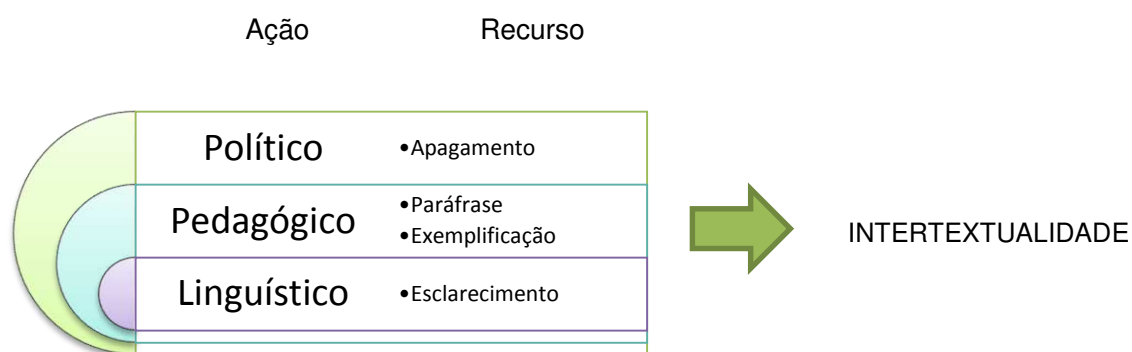 Ação Recurso
Político •Apagamento
Pedagógico •Paráfrase
•Exemplificação
Linguístico •Esclarecimento
INTERTEXTUALIDADE